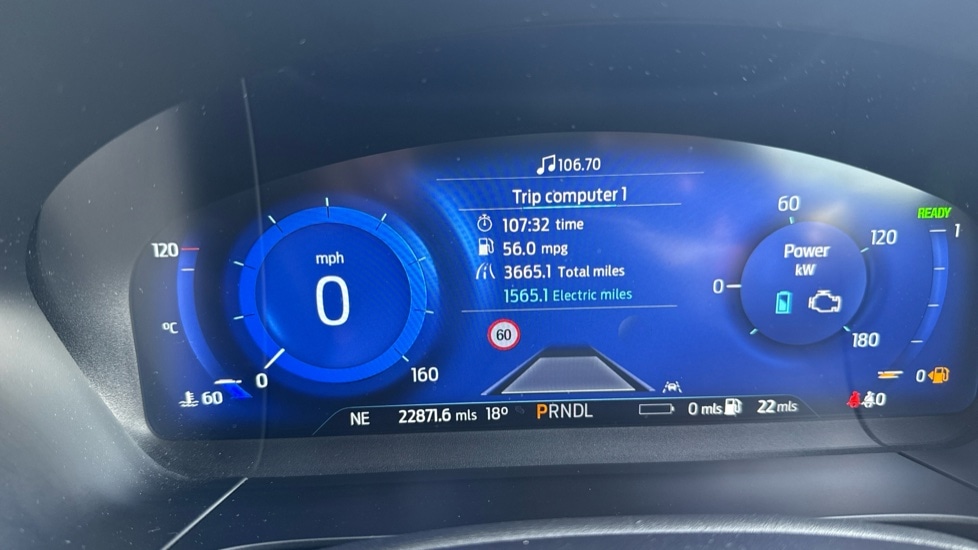 106.70
Trip computer 1
107:32 time
56.0 mpg
3665.1 Total miles
1565.1 Electric miles
60
120
°C
60
mph
0
0
160
60
120
0
180
Power
kW
READY
1
0
40
NE 22871.6 mls 18° PRNDL 0 mls 22 mls